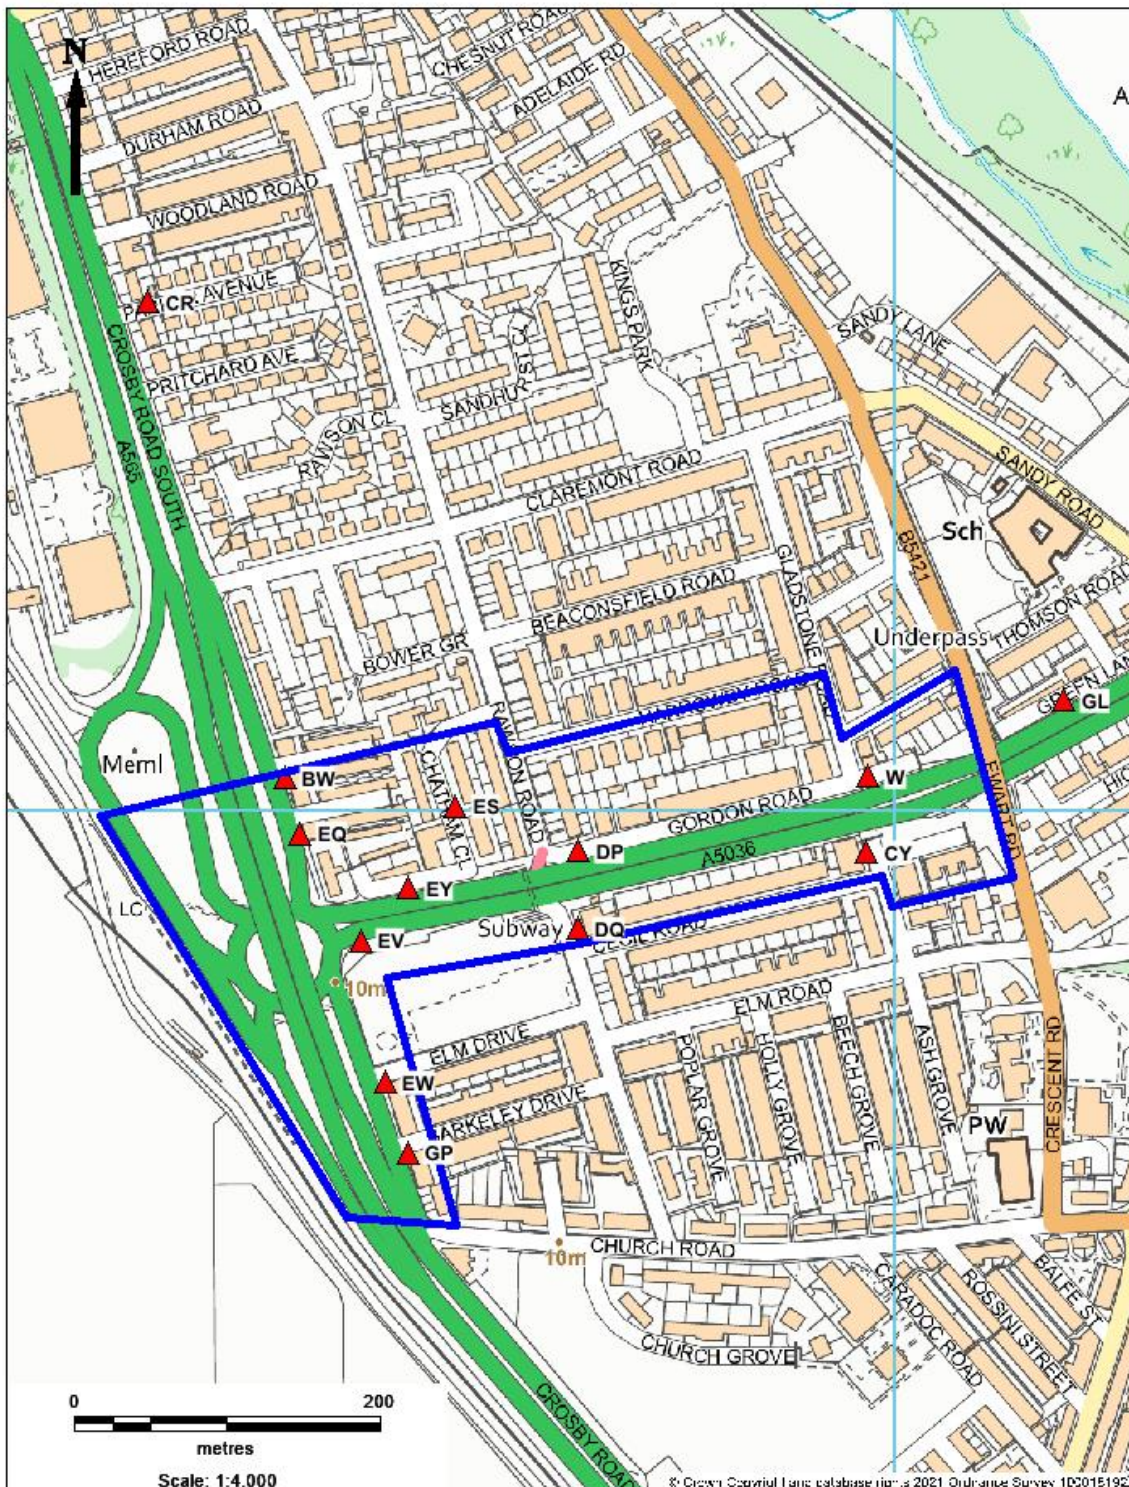 N
HEREFORD ROAD
CHESNUT ROAD
ADELAIDE RD
DURHAM ROAD
WOODLAND ROAD
AVENUE
CR
KINGS PARK
SANDY LANE
CROSBY ROAD SOUTH
A565
PRITCHARD AVE
SANDHURST CL
RAWSON CL
CLAREMONT ROAD
SANDY ROAD
Sch
B5421
GLADSTONE
BEACONSFIELD ROAD
THOMSON ROAD
Underpass
BOWER GR
GL
Meml
BW
CHATHAM CL
ES
ROAD
W
GORDON ROAD
EWART RD
EQ
DP
A5036
CY
EY
LC
EV
Subway
DQ
ROAD
10m
ELM DRIVE
ELM ROAD
EW
POPLAR GROVE
HOLLY GROVE
BEECH GROVE
ASH GROVE
CRESCENT RD
PW
DRIVE
GP
CHURCH ROAD
10m
CARADOC ROAD
ROSSINI STREET
BALFE ST
CHURCH GROVE
CROSBY ROAD
0 200
metres
Scale: 1:4,000